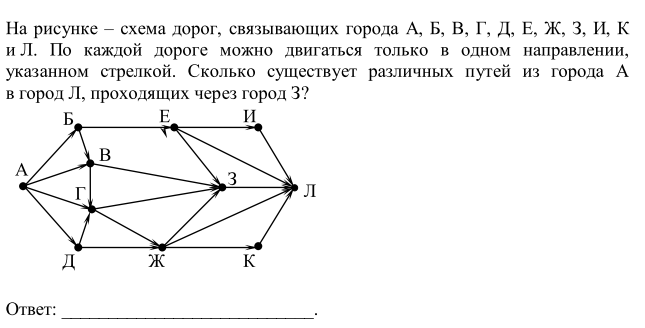 На рисунке – схема дорог, связывающих города А, Б, В, Г, Д, Е, Ж, З, И, К
и Л. По каждой дороге можно двигаться только в одном направлении,
указанном стрелкой. Сколько существует различных путей из города А
в город Л, проходящих через город З?
Б Е И
В
А З
Г Л
Д Ж К
Ответ: ____________________________.